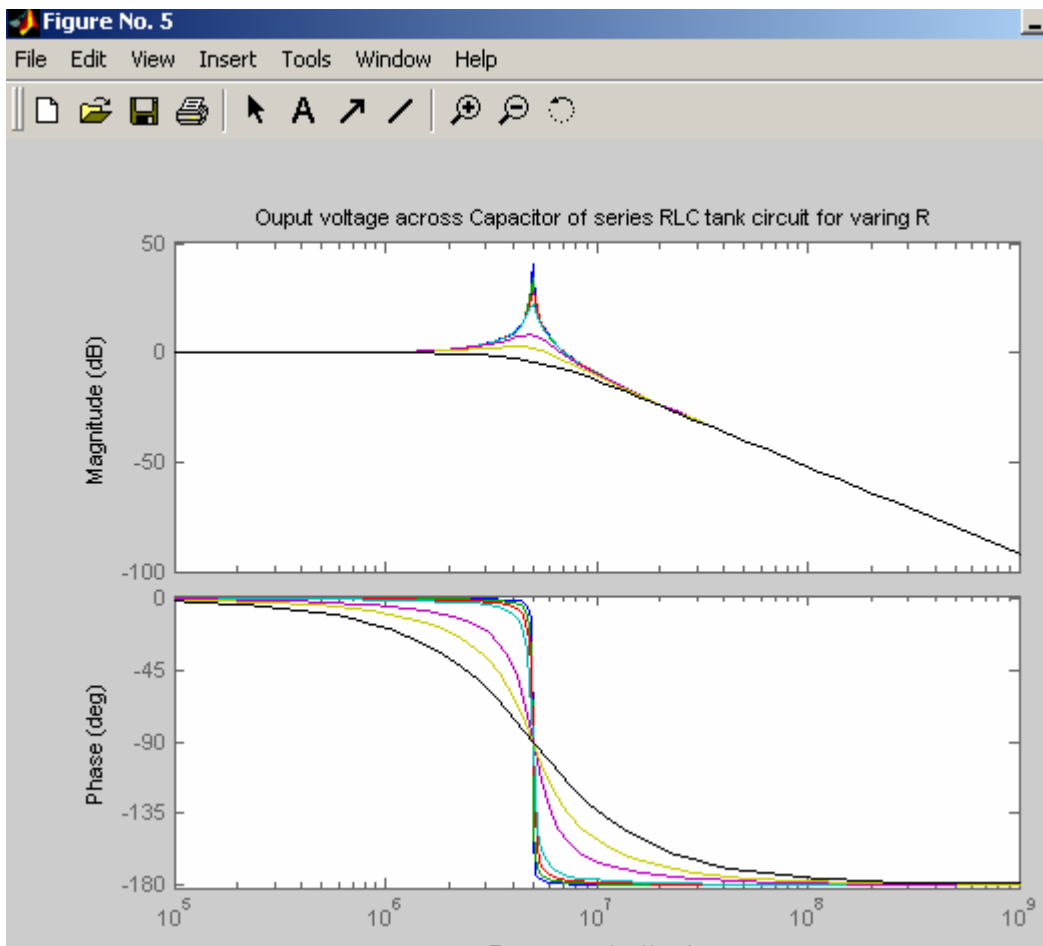 Figure No. 5
File Edit View Insert Tools Window Help
A
Ouput voltage across Capacitor of series RLC tank circuit for varing R
Magnitude (dB)
50
0
-50
-100
Phase (deg)
0
-45
-90
-135
-180
10^5 10^6 10^7 10^8 10^9